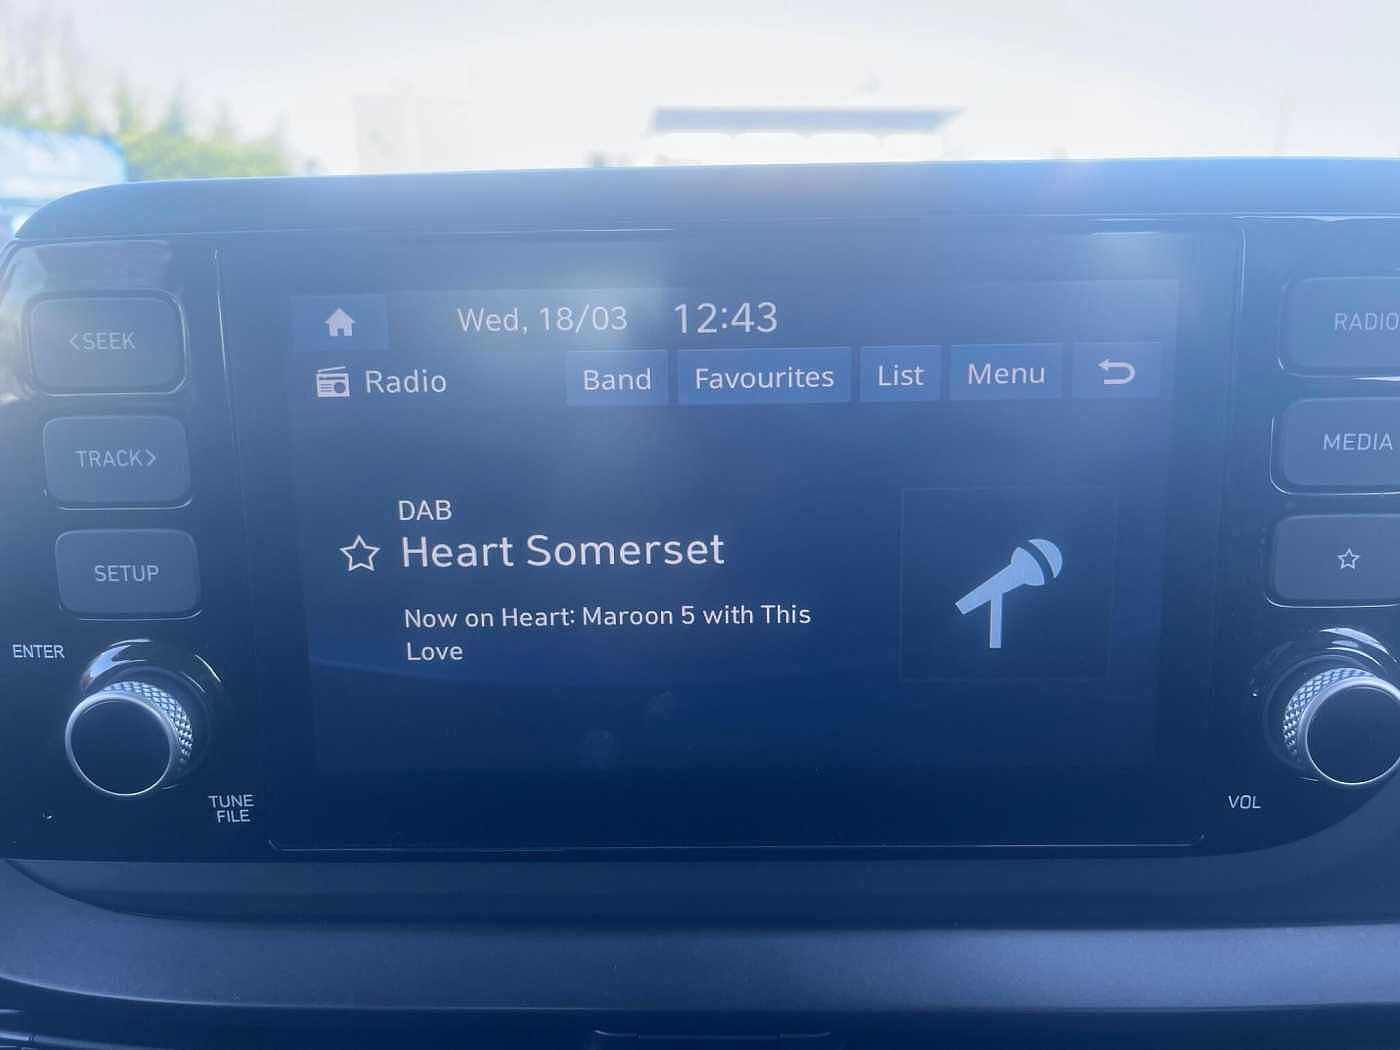 <SEEK
TRACK>
SETUP
ENTER
TUNE
FILE
Wed, 18/03 12:43
Radio
Band
Favourites
List
Menu
DAB
Heart Somerset
Now on Heart: Maroon 5 with This
Love
RADIO
MEDIA
VOL